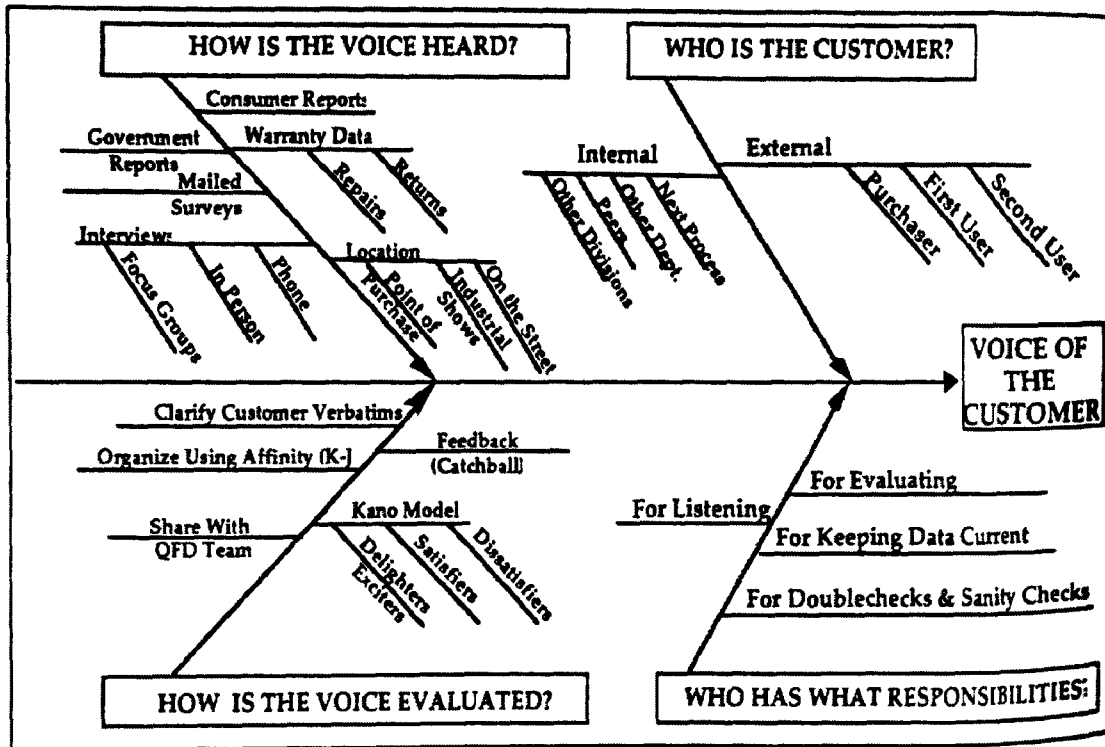 HOW IS THE VOICE HEARD?
Consumer Reports
Government
Reports
Warranty Data
Repairs
Returns
Mailed
Surveys
Interviews
Focus Groups
In Person
Phone
Location
Point of
Purchase
Industrial
Shows
On the Street
WHO IS THE CUSTOMER?
Internal
Other Divisions
Peers
Other Dept.
Next Process
External
Purchaser
First User
Second User
VOICE OF
THE
CUSTOMER
Clarify Customer Verbatims
Organize Using Affinity (K-J
Feedback
(Catchball)
Share With
QFD Team
Kano Model
Delighters
Exciters
Satisfiers
Dissatisfiers
HOW IS THE VOICE EVALUATED?
For Listening
For Evaluating
For Keeping Data Current
For Doublechecks & Sanity Checks
WHO HAS WHAT RESPONSIBILITIES?